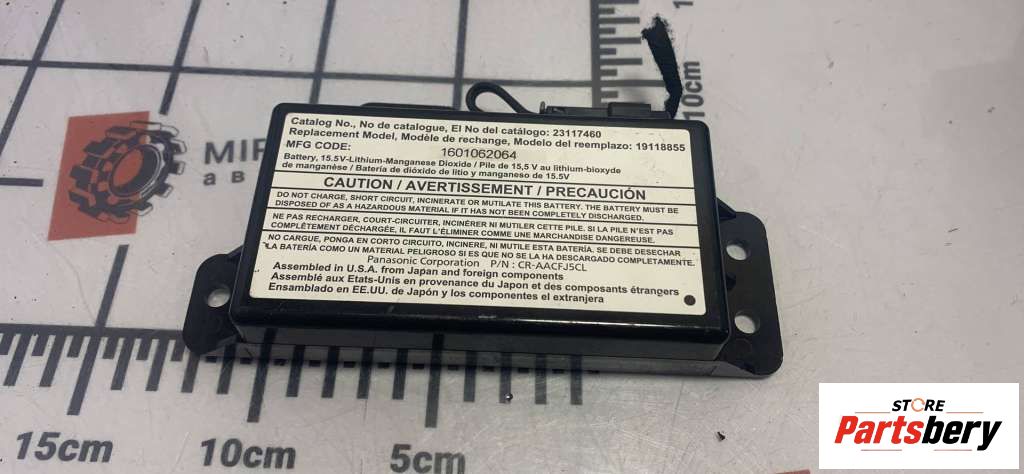 Catalog No., No de catalogue, El No del catálogo: 23117460
Replacement Model, Modèle de rechange, Modelo del reemplazo: 19118855
MFG CODE: 1601062064
Battery, 15.5V-Lithium-Manganese Dioxide / Pile de 15,5 V au lithium-bioxyde
de manganèse / Batería de dióxido de litio y manganeso de 15.5V
CAUTION / AVERTISSEMENT / PRECAUCIÓN
DO NOT CHARGE, SHORT CIRCUIT, INCINERATE OR MUTILATE THIS BATTERY. THE BATTERY MUST BE
DISPOSED OF AS A HAZARDOUS MATERIAL IF IT HAS NOT BEEN COMPLETELY DISCHARGED.
NE PAS RECHARGER, COURT-CIRCUITER, INCINÉRER NI MUTILER CETTE PILE. SI LA PILE N'EST PAS
COMPLÈTEMENT DÉCHARGÉE, IL FAUT L'ÉLIMINER COMME UNE MARCHANDISE DANGEREUSE.
NO CARGUE, PONGA EN CORTO CIRCUITO, INCINERE, NI MUTILE ESTA BATERÍA. SE DEBE DESECHAR
LA BATERÍA COMO UN MATERIAL PELIGROSO SI ES QUE NO SE LA HA DESCARGADO COMPLETAMENTE.
Panasonic Corporation P/N : CR-AACFJ5CL
Assembled in U.S.A. from Japan and foreign components
Assemblé aux Etats-Unis en provenance du Japon et des composants étrangers
Ensamblado en EE.UU. de Japón y los componentes el extranjera
10cm
15cm
10cm
5cm
STORE
Partsbery